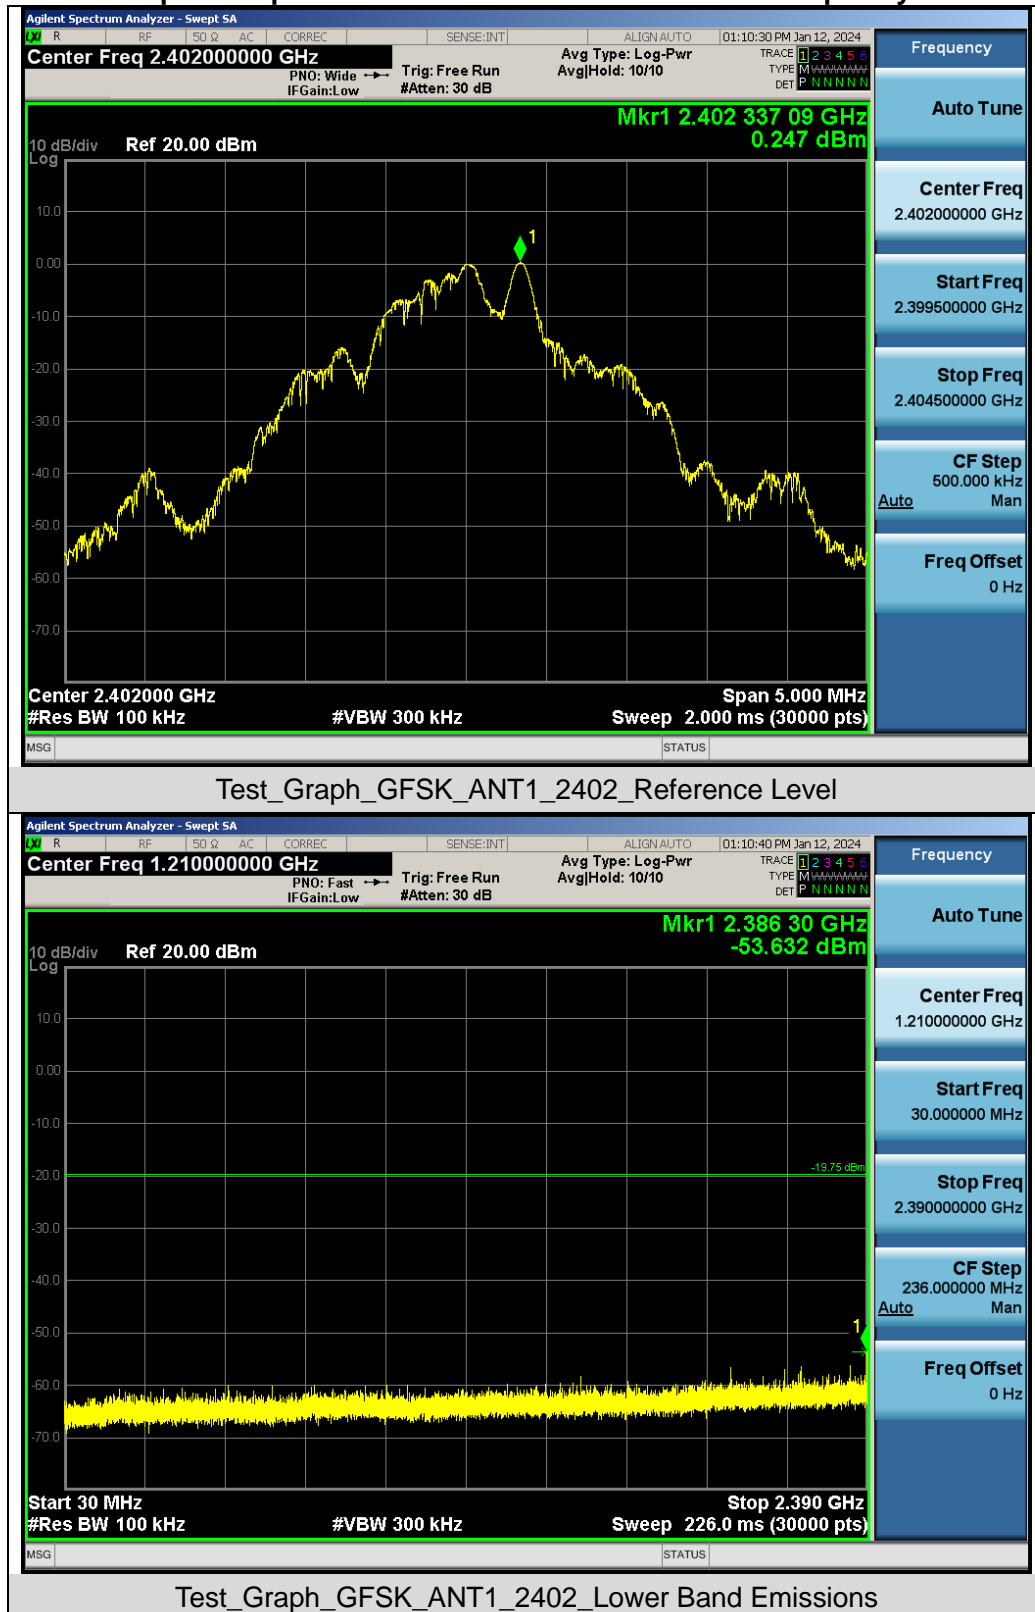 Agilent Spectrum Analyzer - Swept SA
LXI R RF 50 Ω AC CORREC SENSE:INT ALIGN AUTO 01:10:30 PM Jan 12, 2024
Center Freq 2.402000000 GHz
PNO: Wide
IFGain:Low
Trig: Free Run
#Atten: 30 dB
Avg Type: Log-Pwr
Avg|Hold: 10/10
TRACE 1 2 3 4 5 6
TYPE M WWWWW
DET P N N N N N
Mkr1 2.402 337 09 GHz
0.247 dBm
10 dB/div
Log
Ref 20.00 dBm
10.0
0.00
-10.0
-20.0
-30.0
-40.0
-50.0
-60.0
-70.0
1
Center 2.402000 GHz
Span 5.000 MHz
#Res BW 100 kHz
#VBW 300 kHz
Sweep 2.000 ms (30000 pts)
MSG
STATUS
Frequency
Auto Tune
Center Freq
2.402000000 GHz
Start Freq
2.399500000 GHz
Stop Freq
2.404500000 GHz
CF Step
500.000 kHz
Auto Man
Freq Offset
0 Hz
Test_Graph_GFSK_ANT1_2402_Reference Level
Agilent Spectrum Analyzer - Swept SA
LXI R RF 50 Ω AC CORREC SENSE:INT ALIGN AUTO 01:10:40 PM Jan 12, 2024
Center Freq 1.210000000 GHz
PNO: Fast
IFGain:Low
Trig: Free Run
#Atten: 30 dB
Avg Type: Log-Pwr
Avg|Hold: 10/10
TRACE 1 2 3 4 5 6
TYPE M WWWWW
DET P N N N N N
Mkr1 2.386 30 GHz
-53.632 dBm
10 dB/div
Log
Ref 20.00 dBm
10.0
0.00
-10.0
-20.0
-30.0
-40.0
-50.0
-60.0
-70.0
-19.75 dBm
1
Start 30 MHz
Stop 2.390 GHz
#Res BW 100 kHz
#VBW 300 kHz
Sweep 226.0 ms (30000 pts)
MSG
STATUS
Frequency
Auto Tune
Center Freq
1.210000000 GHz
Start Freq
30.000000 MHz
Stop Freq
2.390000000 GHz
CF Step
236.000000 MHz
Auto Man
Freq Offset
0 Hz
Test_Graph_GFSK_ANT1_2402_Lower Band Emissions